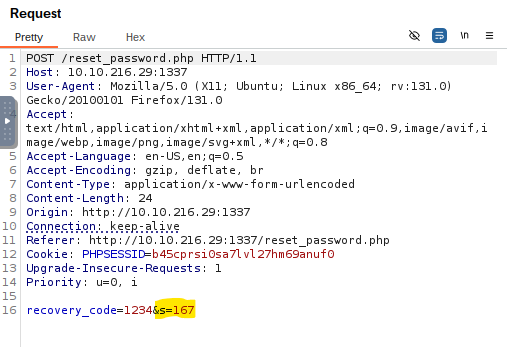 Request
Pretty Raw Hex
\n
1 POST /reset_password.php HTTP/1.1
2 Host: 10.10.216.29:1337
3 User-Agent: Mozilla/5.0 (X11; Ubuntu; Linux x86_64; rv:131.0)
Gecko/20100101 Firefox/131.0
4 Accept:
text/html,application/xhtml+xml,application/xml;q=0.9,image/avif,i
mage/webp,image/png,image/svg+xml,*/*;q=0.8
5 Accept-Language: en-US,en;q=0.5
6 Accept-Encoding: gzip, deflate, br
7 Content-Type: application/x-www-form-urlencoded
8 Content-Length: 24
9 Origin: http://10.10.216.29:1337
10 Connection: keep-alive
11 Referer: http://10.10.216.29:1337/reset_password.php
12 Cookie: PHPSESSID=b45cprsi0sa7lvl27hm69anuf0
13 Upgrade-Insecure-Requests: 1
14 Priority: u=0, i
15
16 recovery_code=1234&s=167